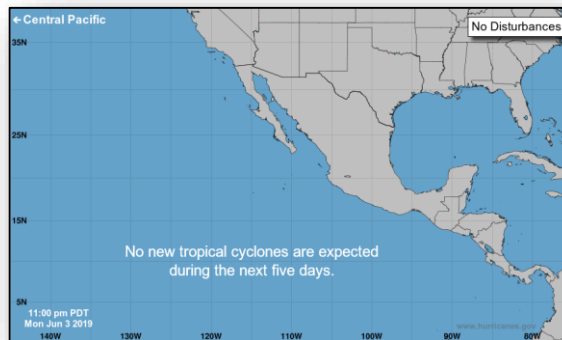 ← Central Pacific
No Disturbances
35N
25N
15N
No new tropical cyclones are expected
during the next five days.
5N
11:00 pm PDT
Mon Jun 3 2019
www.hurricanes.gov
140W 130W 120W 110W 100W 90W 80W